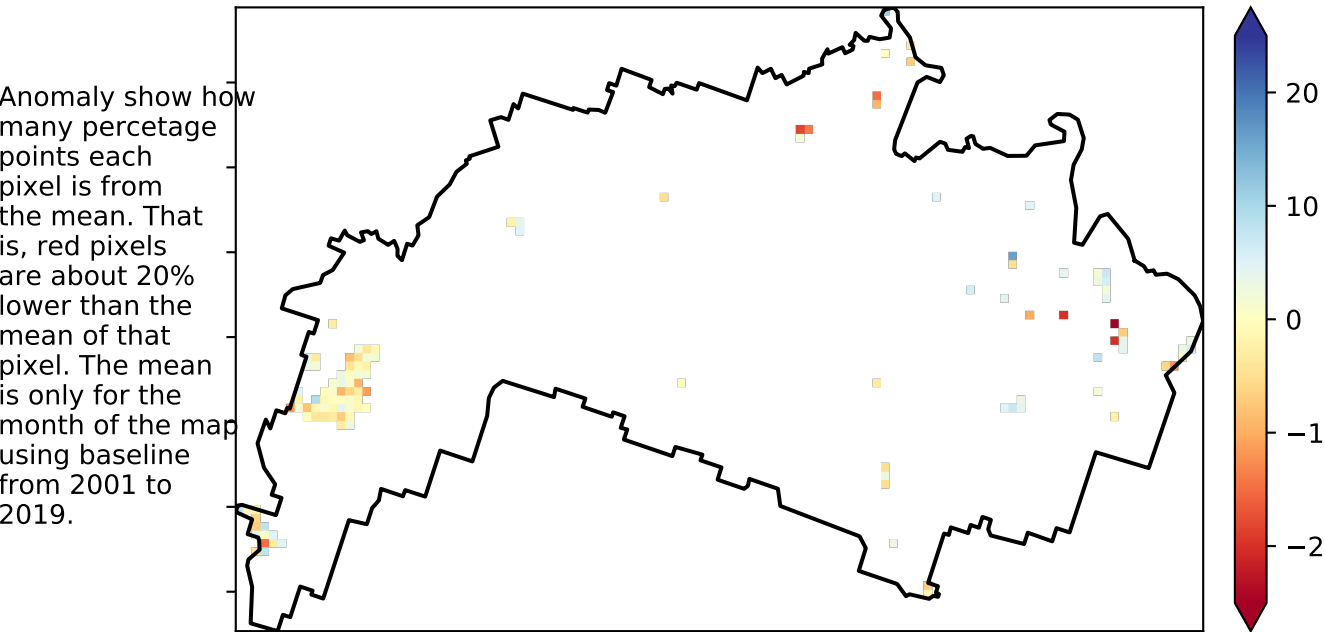 Anomaly show how
many percetage
points each
pixel is from
the mean. That
is, red pixels
are about 20%
lower than the
mean of that
pixel. The mean
is only for the
month of the map
using baseline
from 2001 to
2019.
20
10
0
−1
−2